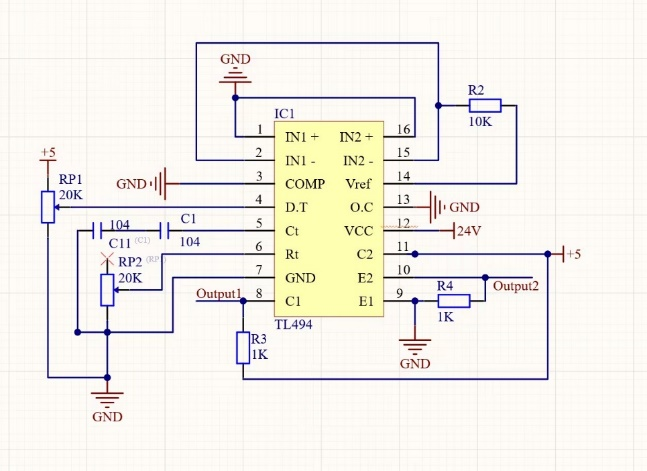 GND
R2
10K
IC1
1 IN1 + IN2 + 16
2 IN1 - IN2 - 15
3 COMP Vref 14
4 D.T O.C 13
5 Ct VCC 12
6 Rt C2 11
7 GND E2 10
8 C1 E1 9
TL494
+5
RP1
20K
GND
GND
24V
104
C1
C11 (C1)
104
RP2
20K
+5
Output1
Output2
R4
1K
R3
1K
GND
GND